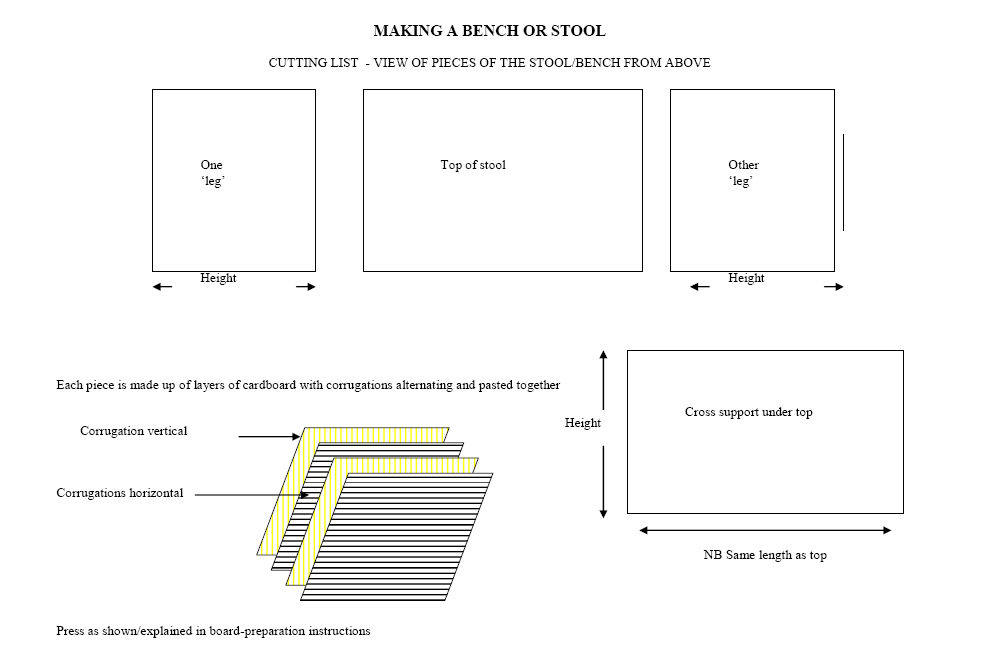 MAKING A BENCH OR STOOL
CUTTING LIST - VIEW OF PIECES OF THE STOOL/BENCH FROM ABOVE
One
‘leg’
Top of stool
Other
‘leg’
Height
Height
Each piece is made up of layers of cardboard with corrugations alternating and pasted together
Corrugation vertical
Corrugations horizontal
Height
Cross support under top
NB Same length as top
Press as shown/explained in board-preparation instructions